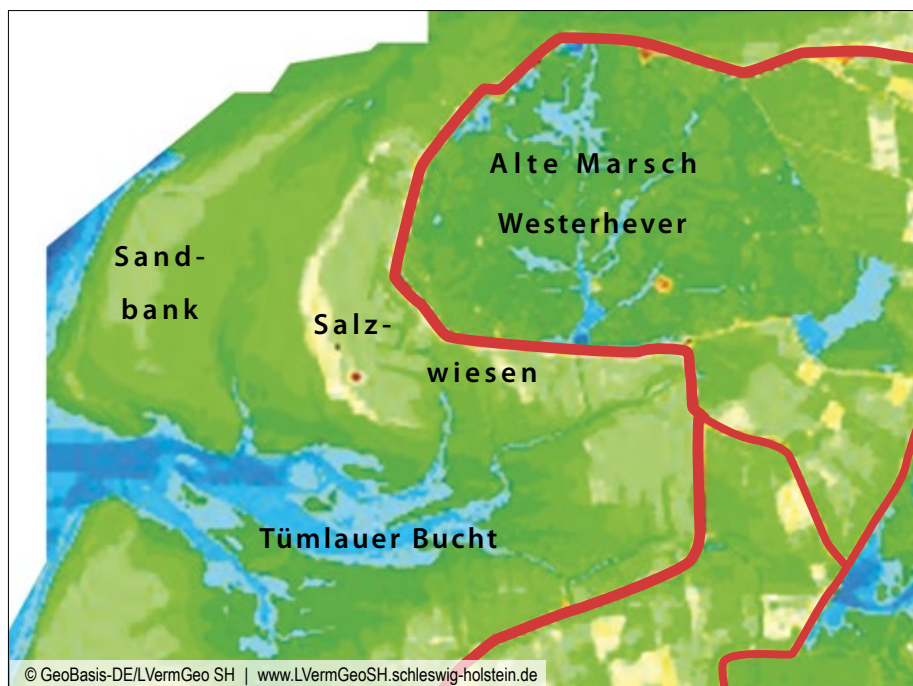 Alte Marsch
Westerhever
Sand-
bank
Salz-
wiesen
Tümlauer Bucht
© GeoBasis-DE/LVermGeo SH | www.LVermGeoSH.schleswig-holstein.de